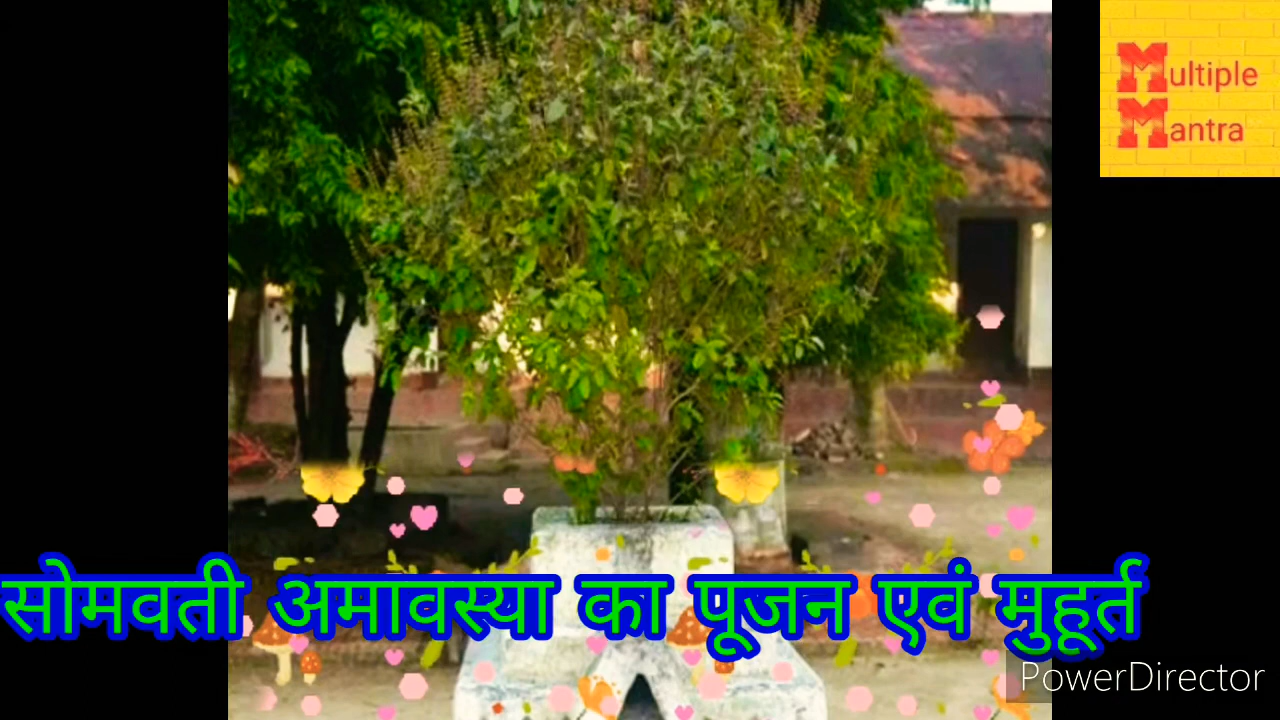 Multiple
Mantra
सोमवती अमावस्या का पूजन एवं मुहूर्त
PowerDirector